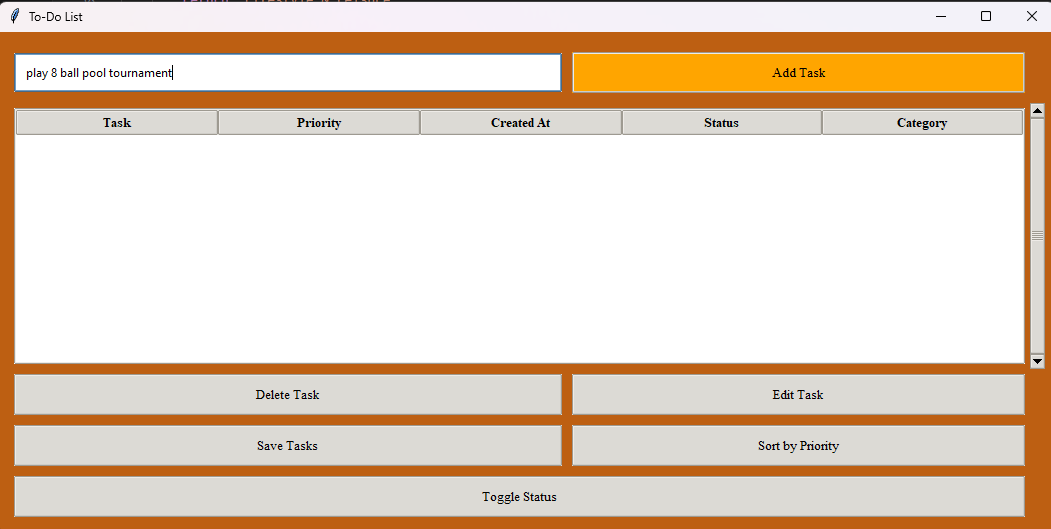 To-Do List
play 8 ball pool tournament
Add Task
Task Priority Created At Status Category
Delete Task Edit Task
Save Tasks Sort by Priority
Toggle Status